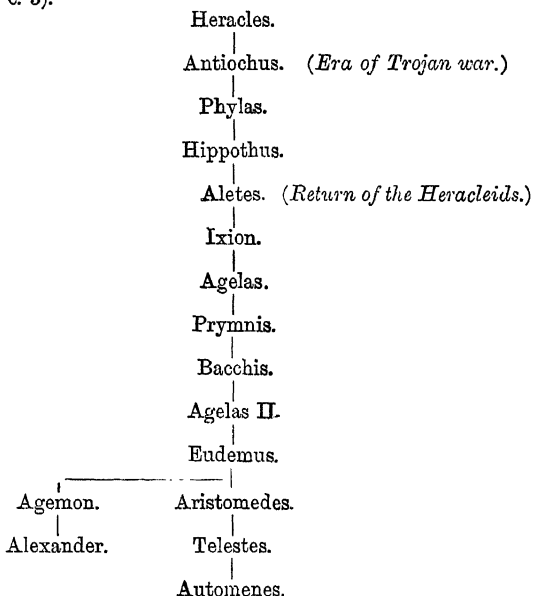 c. 3).
Heracles.
Antiochus. (Era of Trojan war.)
Phylas.
Hippothus.
Aletes. (Return of the Heracleids.)
Ixion.
Agelas.
Prymnis.
Bacchis.
Agelas II.
Eudemus.
Agemon. Aristomedes.
Alexander. Telestes.
Automenes.